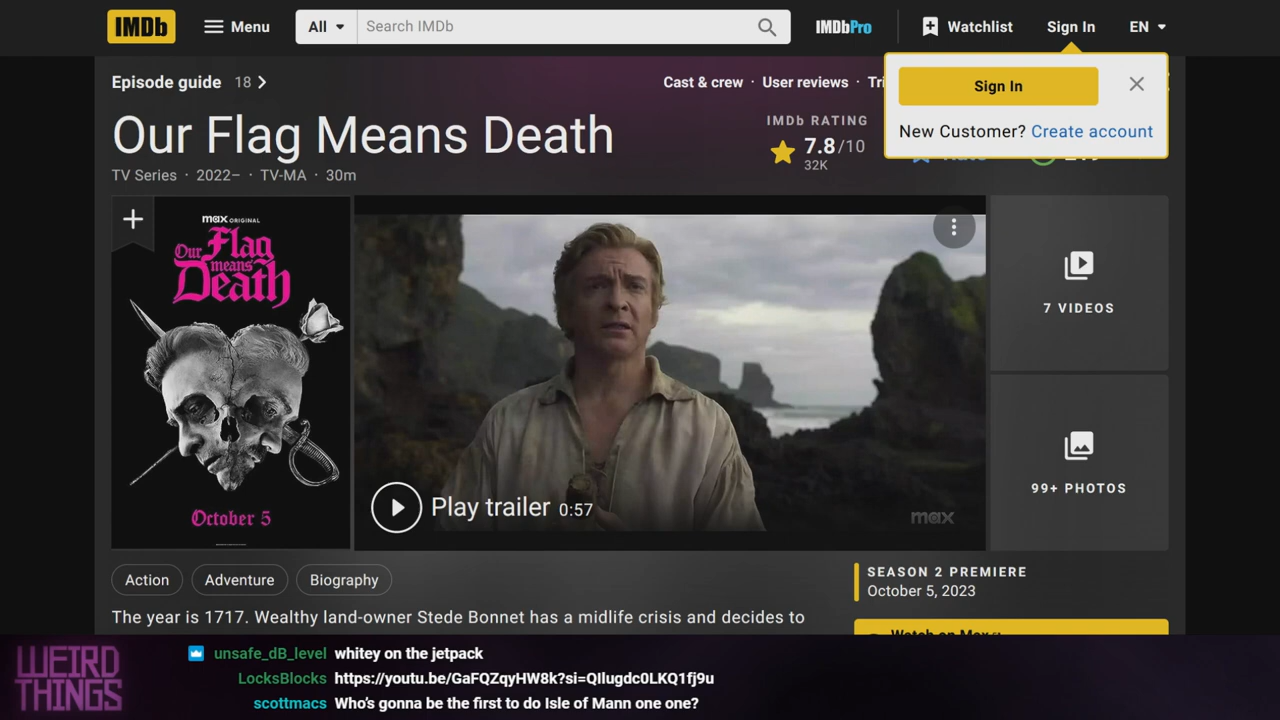 IMDb
Menu
All
Search IMDb
IMDbPro
Watchlist
Sign In
EN
Episode guide 18
Cast & crew · User reviews ·
Sign In
New Customer? Create account
Our Flag Means Death
TV Series · 2022– · TV-MA · 30m
IMDb RATING
7.8/10
32K
max ORIGINAL
Our Flag means Death
October 5
Play trailer 0:57
max
7 VIDEOS
99+ PHOTOS
Action
Adventure
Biography
The year is 1717. Wealthy land-owner Stede Bonnet has a midlife crisis and decides to
SEASON 2 PREMIERE
October 5, 2023
Watch on Max
WEIRD THINGS
unsafe_dB_level whitey on the jetpack
LocksBlocks https://youtu.be/GaFQZqyHW8k?si=QIlugdc0LKQ1fj9u
scottmacs Who's gonna be the first to do Isle of Mann one one?